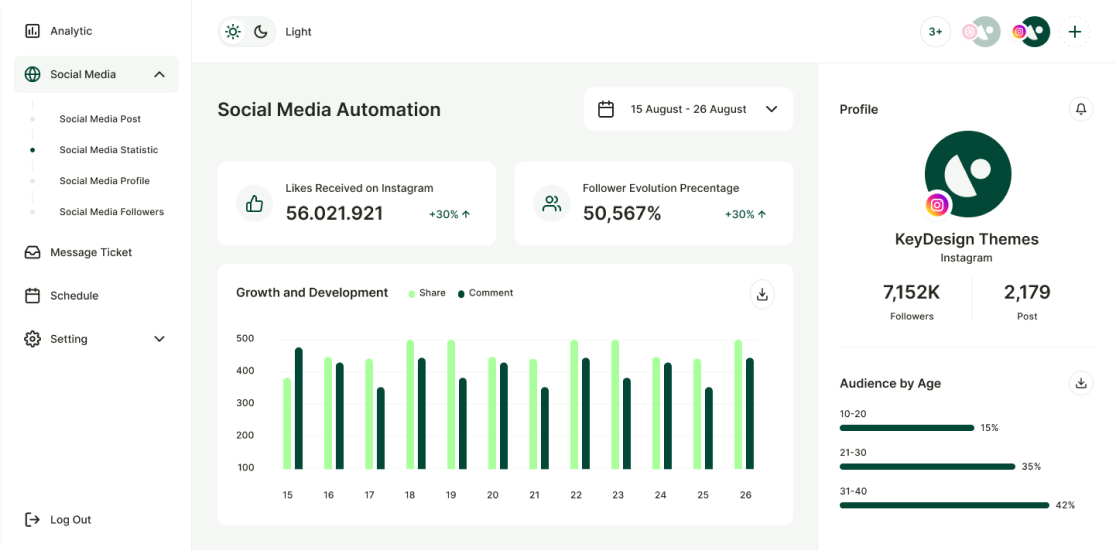 Analytic
Social Media
Social Media Post
Social Media Statistic
Social Media Profile
Social Media Followers
Message Ticket
Schedule
Setting
Log Out
Light
3+
Social Media Automation
15 August - 26 August
Likes Received on Instagram
56.021.921
+30%
Follower Evolution Precentage
50,567%
+30%
Growth and Development
Share
Comment
500
400
300
200
100
15 16 17 18 19 20 21 22 23 24 25 26
Profile
KeyDesign Themes
Instagram
7,152K
Followers
2,179
Post
Audience by Age
10-20
15%
21-30
35%
31-40
42%